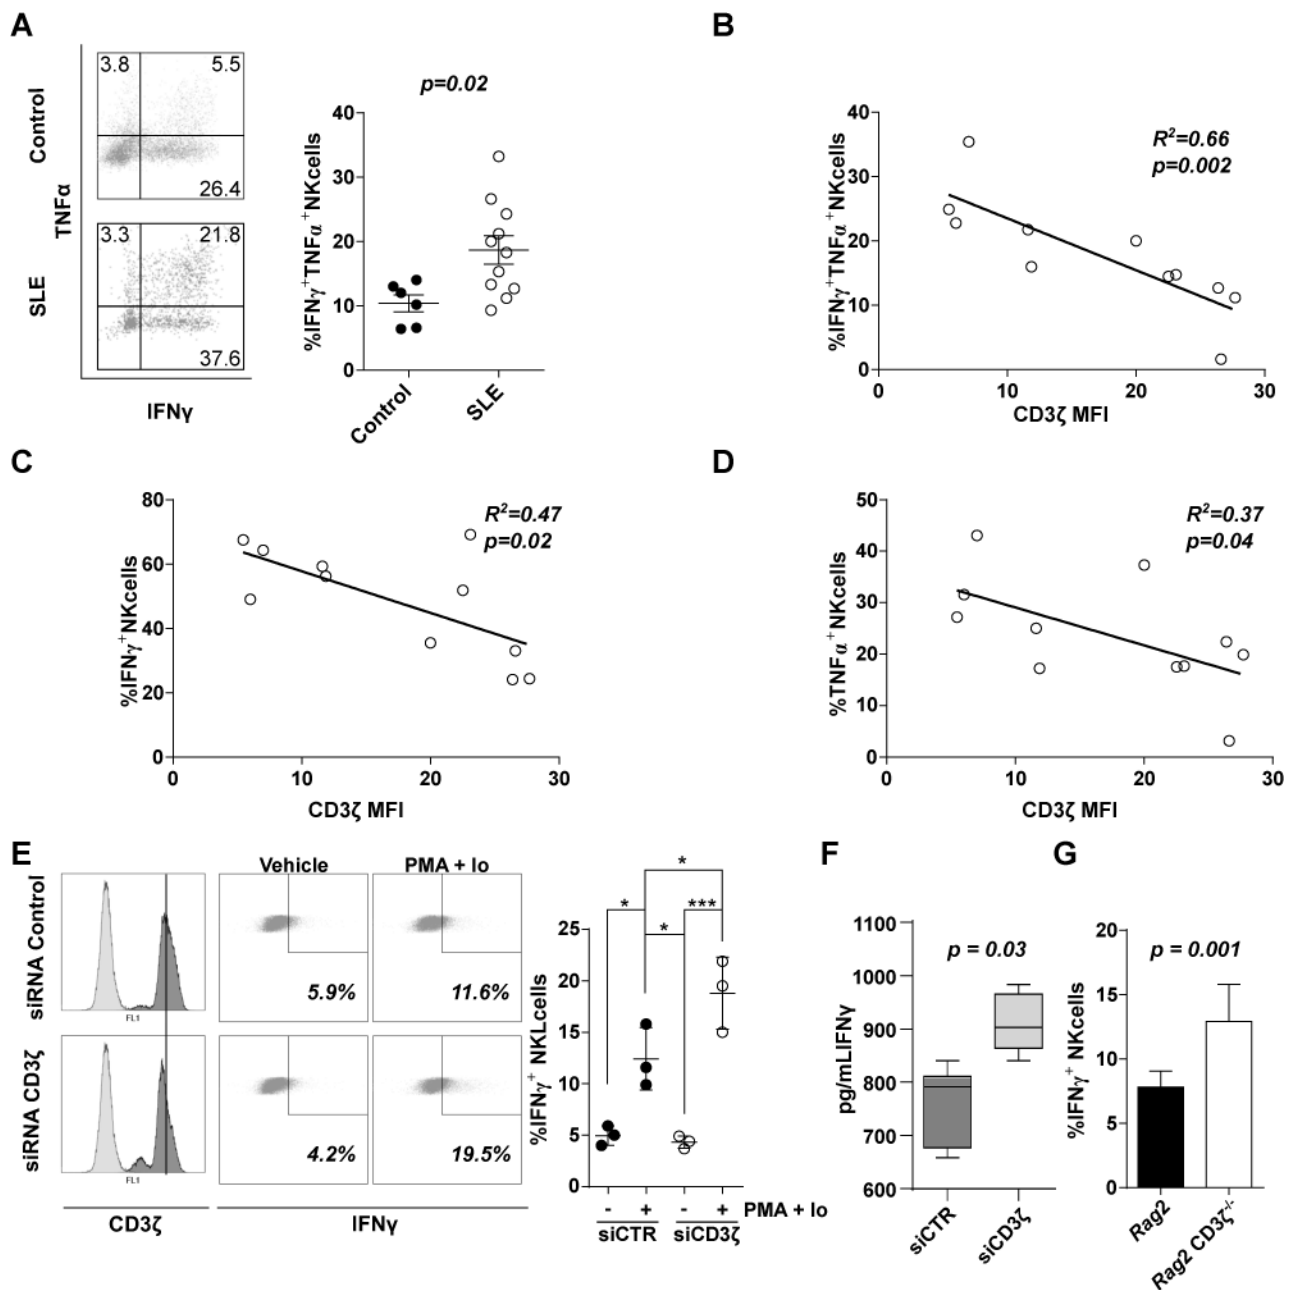 A
Control
SLE
TNFα
3.8
5.5
26.4
3.3
21.8
37.6
IFNγ
p=0.02
%IFNγ+TNFα+NKcells
40
30
20
10
0
Control
SLE
B
%IFNγ+TNFα+NKcells
40
30
20
10
0
R2=0.66
p=0.002
0
10
20
30
CD3ζ MFI
C
%IFNγ+NKcells
80
60
40
20
0
R2=0.47
p=0.02
0
10
20
30
CD3ζ MFI
D
%TNFα+NKcells
50
40
30
20
10
0
R2=0.37
p=0.04
0
10
20
30
CD3ζ MFI
E
siRNA Control
siRNA CD3ζ
Vehicle
PMA + Io
FL1
5.9%
11.6%
FL1
4.2%
19.5%
CD3ζ
IFNγ
%IFNγ+ NKLcells
25
20
15
10
5
0
*
*
*
***
- + - + PMA + Io
siCTR
siCD3ζ
F
pg/mLIFNγ
1100
1000
900
800
700
600
p = 0.03
siCTR
siCD3ζ
G
%IFNγ+ NKcells
20
15
10
5
0
p = 0.001
Rag2
Rag2 CD3ζ-/-